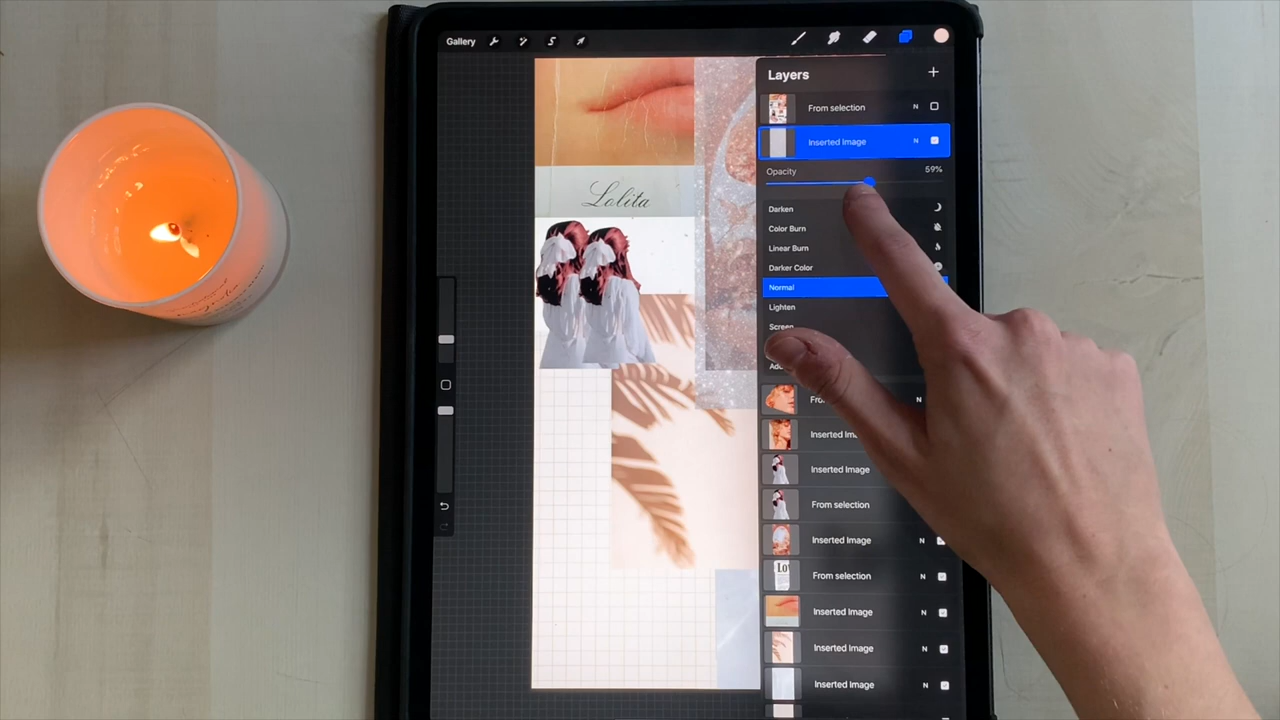 Gallery
Layers
From selection N
Inserted Image N
Opacity 59%
Darken
Color Burn
Linear Burn
Darker Color
Normal
Lighten
Screen
Inserted
Inserted Image
From selection
Inserted Image N
From selection N
Inserted Image N
Inserted Image N
Inserted Image N
Lolita